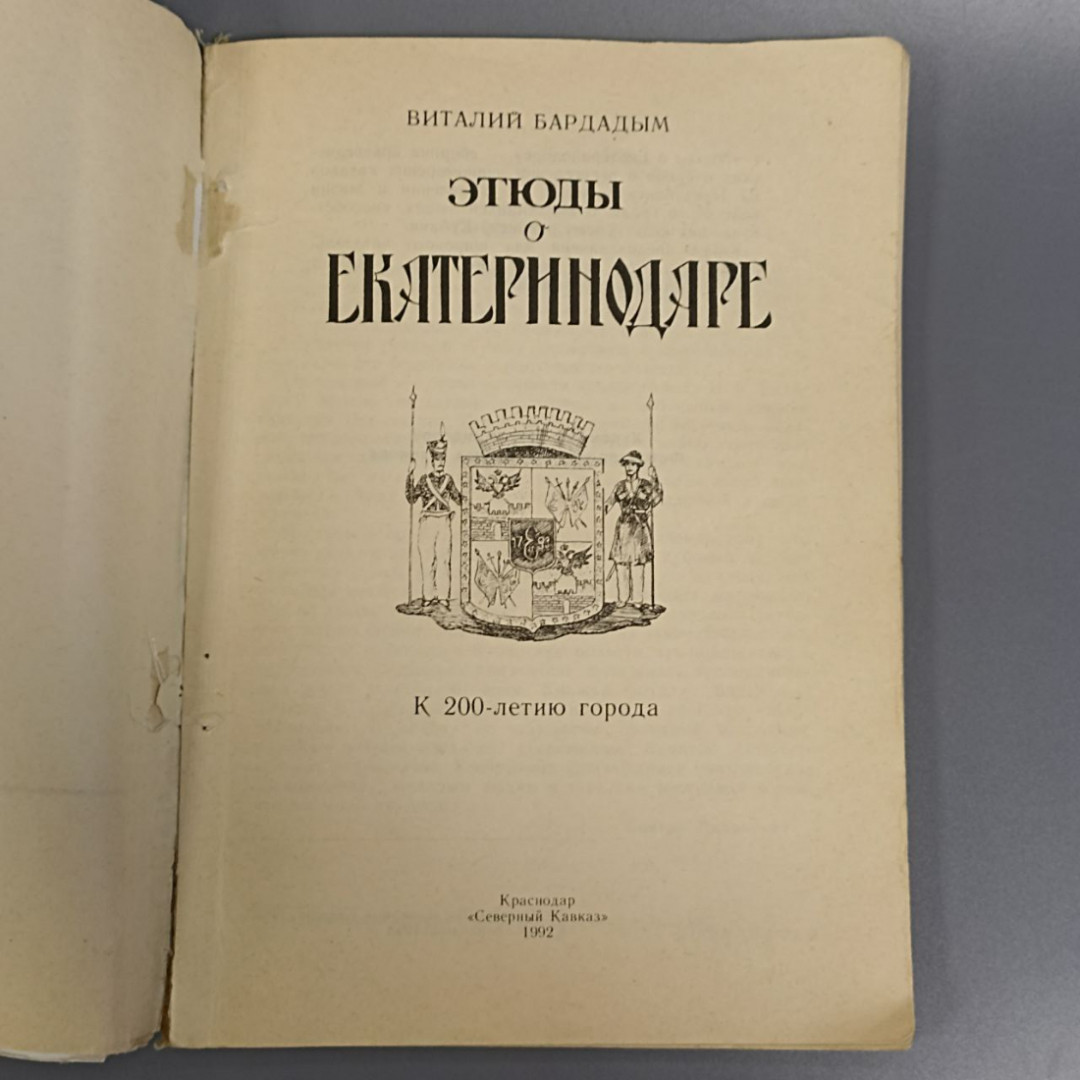 ВИТАЛИЙ БАРДАДЫМ
ЭТЮДЫ
О
ЕКАТЕРИНОДАРЕ
К 200-летию города
Краснодар
«Северный Кавказ»
1992